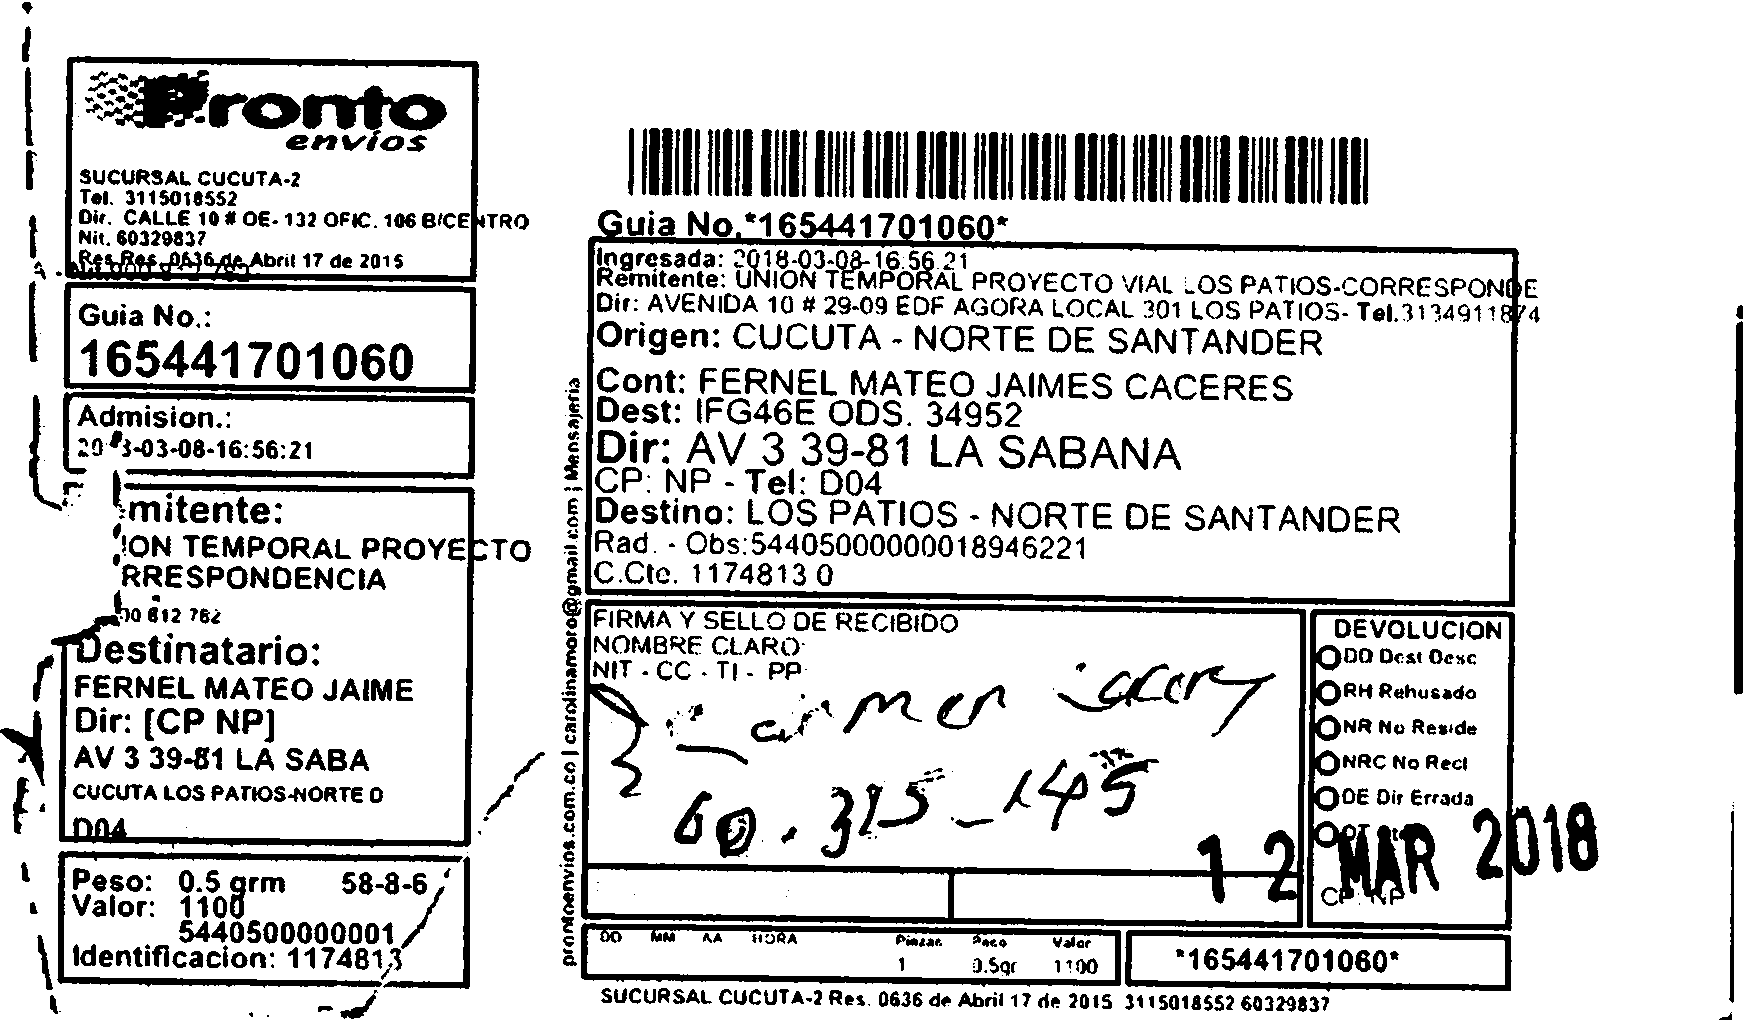 Pronto
envios
SUCURSAL CUCUTA-2
Tel. 3115018552
Dir. CALLE 10 # OE- 132 OFIC. 106 B/CENTRO
Nit. 60329837
Res Res. 0636 de Abril 17 de 2015
Guia No.:
165441701060
Admision.:
-03-08-16:56:21
mitente:
ION TEMPORAL PROYECTO
RRESPONDENCIA
00 812 782
Destinatario:
FERNEL MATEO JAIME
Dir: [CP NP]
AV 3 39-81 LA SABA
CUCUTA LOS PATIOS-NORTE D
D04
Peso: 0.5 grm 58-8-6
Valor: 1100
5440500000001
Identificacion: 1174813
prontoenvios.com.co | carolinamoro@gmail.com | Mensajeria
Guia No.*165441701060*
Ingresada: 2018-03-08-16.56.21
Remitente: UNION TEMPORAL PROYECTO VIAL LOS PATIOS-CORRESPONDE
Dir: AVENIDA 10 # 29-09 EDF AGORA LOCAL 301 LOS PATIOS- Tel.3134911874
Origen: CUCUTA - NORTE DE SANTANDER
Cont: FERNEL MATEO JAIMES CACERES
Dest: IFG46E ODS. 34952
Dir: AV 3 39-81 LA SABANA
CP: NP - Tel: D04
Destino: LOS PATIOS - NORTE DE SANTANDER
Rad. - Obs:54405000000018946221
C.Cte. 1174813 0
FIRMA Y SELLO DE RECIBIDO
NOMBRE CLARO
NIT - CC - TI - PP
carmen cacery
60.315-145
DEVOLUCION
DD Dest Desc
RH Rehusado
NR No Reside
NRC No Recl
DE Dir Errada
12 MAR 2018
CP: NP
DD MM AA HORA Piezas Peso Valor
1 0.5gr 1100
*165441701060*
SUCURSAL CUCUTA-2 Res. 0636 de Abril 17 de 2015 3115018552 60329837